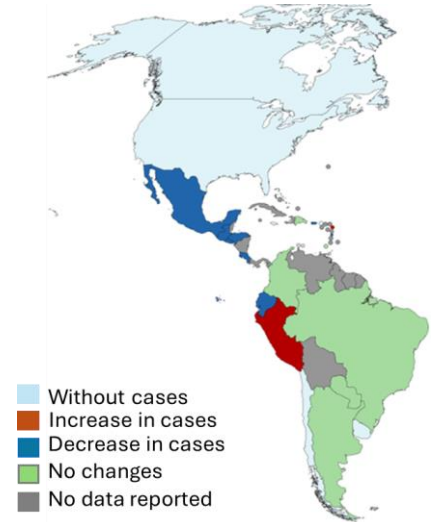 Without cases
Increase in cases
Decrease in cases
No changes
No data reported